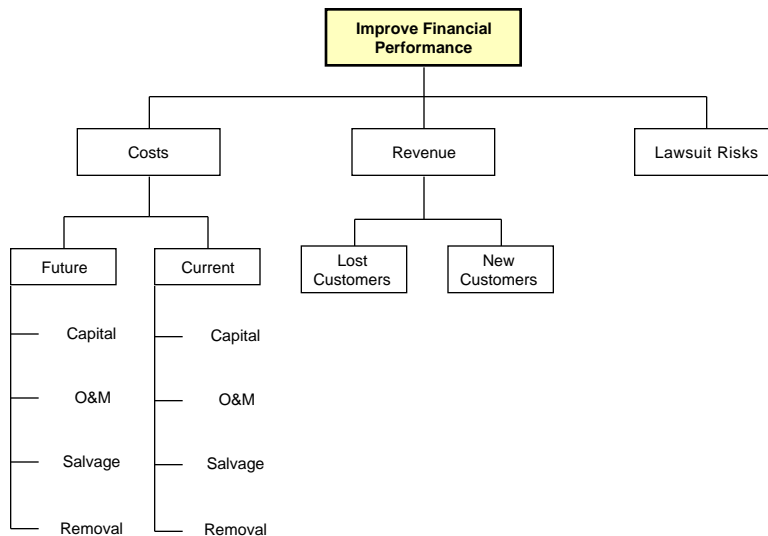 Improve Financial
Performance
Costs
Revenue
Lawsuit Risks
Future
Current
Lost
Customers
New
Customers
Capital
Capital
O&M
O&M
Salvage
Salvage
Removal
Removal